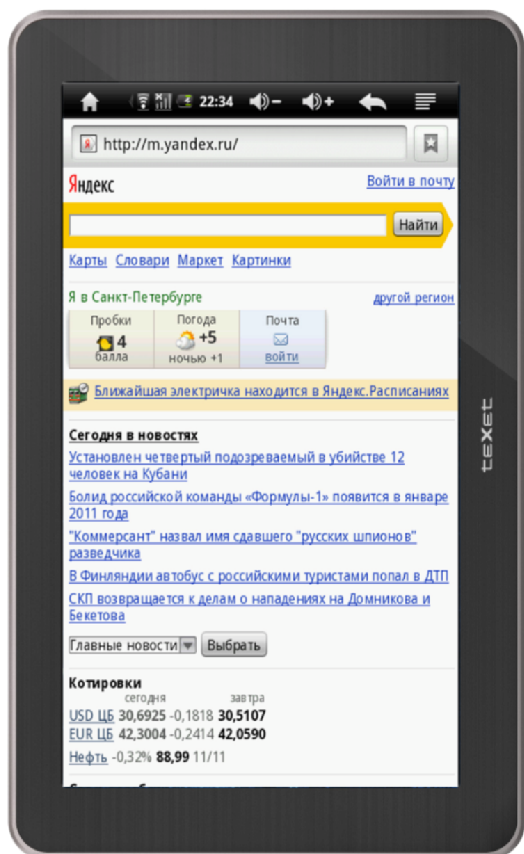 22:34
http://m.yandex.ru/
Яндекс
Войти в почту
Найти
Карты Словари Маркет Картинки
Я в Санкт-Петербурге
другой регион
Пробки
4
балла
Погода
+5
ночью +1
Почта
войти
Ближайшая электричка находится в Яндекс.Расписаниях
Сегодня в новостях
Установлен четвертый подозреваемый в убийстве 12
человек на Кубани
Болид российской команды «Формулы-1» появится в январе
2011 года
"Коммерсант" назвал имя сдавшего "русских шпионов"
разведчика
В Финляндии автобус с российскими туристами попал в ДТП
СКП возвращается к делам о нападениях на Домникова и
Бекетова
Главные новости Выбрать
Котировки
сегодня завтра
USD ЦБ 30,6925 -0,1818 30,5107
EUR ЦБ 42,3004 -0,2414 42,0590
Нефть -0,32% 88,99 11/11
teXet